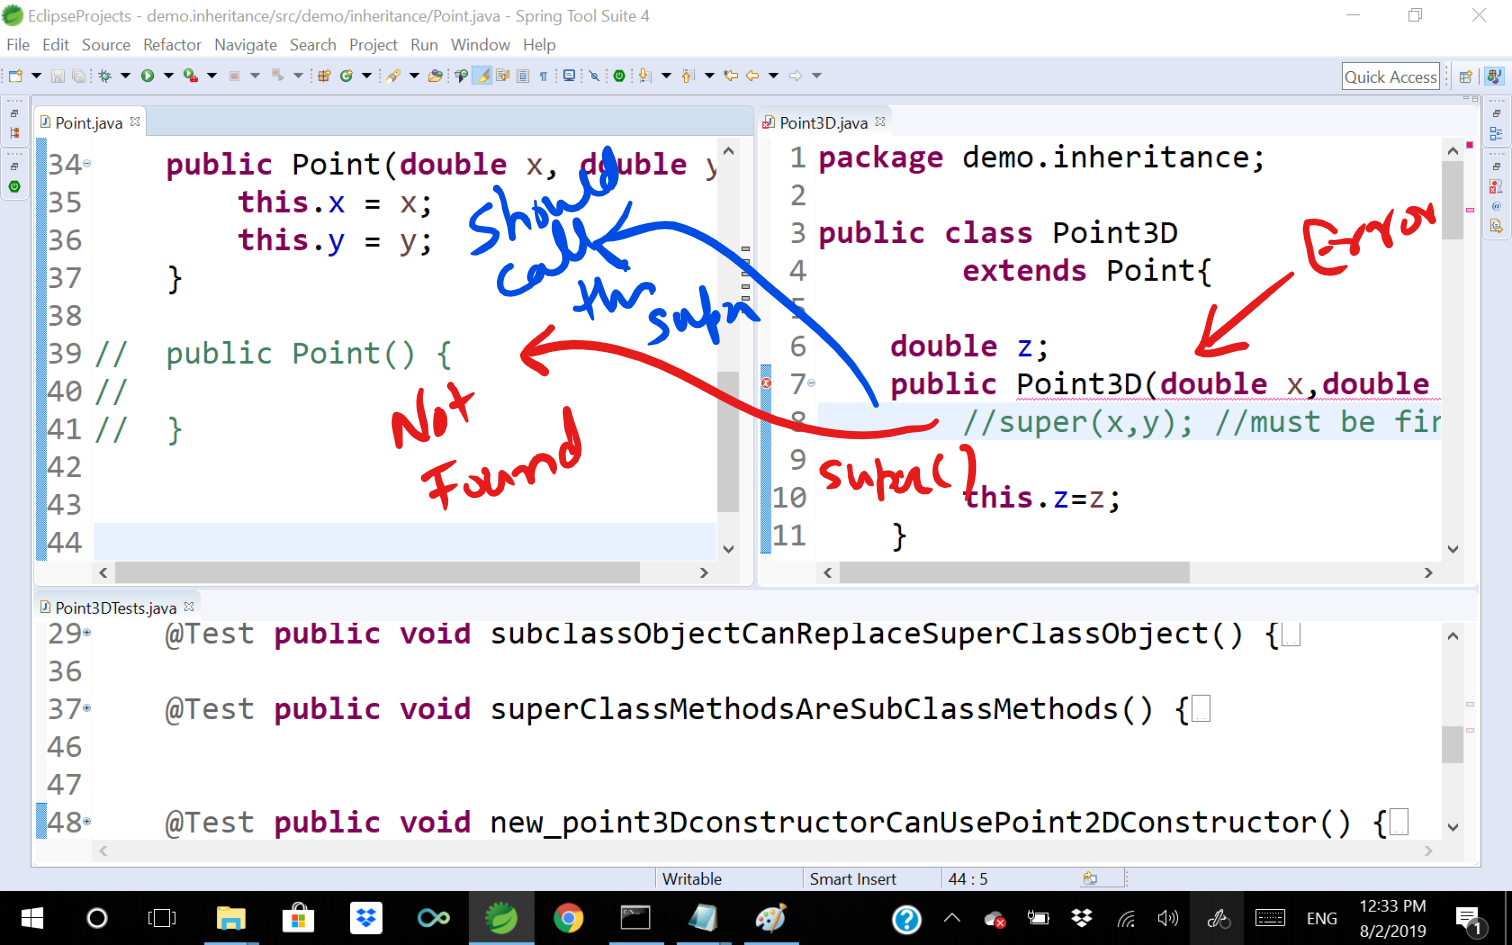 EclipseProjects - demo.inheritance/src/demo/inheritance/Point.java - Spring Tool Suite 4
File Edit Source Refactor Navigate Search Project Run Window Help
Quick Access
Point.java
34 public Point(double x, double y
35 this.x = x;
36 this.y = y;
37 }
38
39 // public Point() {
40 //
41 // }
42
43
44
should
call
the
super
Not
Found
Point3D.java
1 package demo.inheritance;
2
3 public class Point3D
4 extends Point{
5
6 double z;
7 public Point3D(double x,double
8 //super(x,y); //must be fir
9
10 this.z=z;
11 }
Error
super()
Point3DTests.java
29 @Test public void subclassObjectCanReplaceSuperClassObject() {
36
37 @Test public void superClassMethodsAreSubClassMethods() {
46
47
48 @Test public void new_point3DconstructorCanUsePoint2DConstructor() {
Writable Smart Insert 44 : 5
ENG
12:33 PM
8/2/2019
1